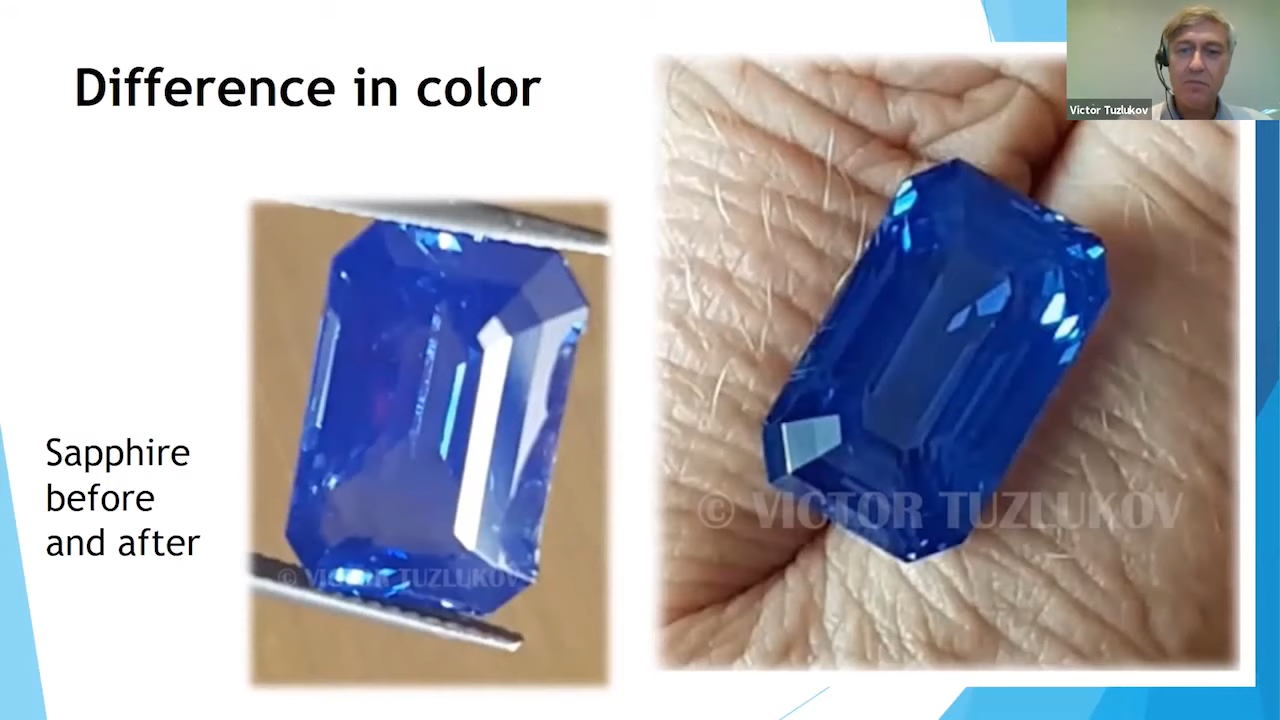 Difference in color
Victor Tuzlukov
Sapphire
before
and after
© VICTOR TUZLUKOV
© VICTOR TUZLUKOV